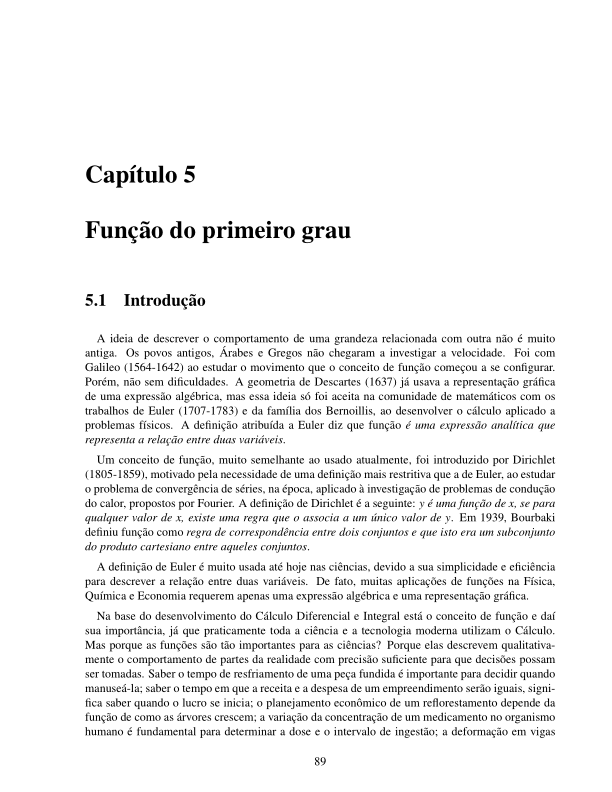 Capítulo 5
Função do primeiro grau
5.1 Introdução
A ideia de descrever o comportamento de uma grandeza relacionada com outra não é muito
antiga. Os povos antigos, Árabes e Gregos não chegaram a investigar a velocidade. Foi com
Galileo (1564-1642) ao estudar o movimento que o conceito de função começou a se configurar.
Porém, não sem dificuldades. A geometria de Descartes (1637) já usava a representação gráfica
de uma expressão algébrica, mas essa ideia só foi aceita na comunidade de matemáticos com os
trabalhos de Euler (1707-1783) e da família dos Bernoillis, ao desenvolver o cálculo aplicado a
problemas físicos. A definição atribuída a Euler diz que função é uma expressão analítica que
representa a relação entre duas variáveis.
Um conceito de função, muito semelhante ao usado atualmente, foi introduzido por Dirichlet
(1805-1859), motivado pela necessidade de uma definição mais restritiva que a de Euler, ao estudar
o problema de convergência de séries, na época, aplicado à investigação de problemas de condução
do calor, propostos por Fourier. A definição de Dirichlet é a seguinte: y é uma função de x, se para
qualquer valor de x, existe uma regra que o associa a um único valor de y. Em 1939, Bourbaki
definiu função como regra de correspondência entre dois conjuntos e que isto era um subconjunto
do produto cartesiano entre aqueles conjuntos.
A definição de Euler é muito usada até hoje nas ciências, devido a sua simplicidade e eficiência
para descrever a relação entre duas variáveis. De fato, muitas aplicações de funções na Física,
Química e Economia requerem apenas uma expressão algébrica e uma representação gráfica.
Na base do desenvolvimento do Cálculo Diferencial e Integral está o conceito de função e daí
sua importância, já que praticamente toda a ciência e a tecnologia moderna utilizam o Cálculo.
Mas porque as funções são tão importantes para as ciências? Porque elas descrevem qualitativa-
mente o comportamento de partes da realidade com precisão suficiente para que decisões possam
ser tomadas. Saber o tempo de resfriamento de uma peça fundida é importante para decidir quando
manuseá-la; saber o tempo em que a receita e a despesa de um empreendimento serão iguais, signi-
fica saber quando o lucro se inicia; o planejamento econômico de um reflorestamento depende da
função de como as árvores crescem; a variação da concentração de um medicamento no organismo
humano é fundamental para determinar a dose e o intervalo de ingestão; a deformação em vigas
89